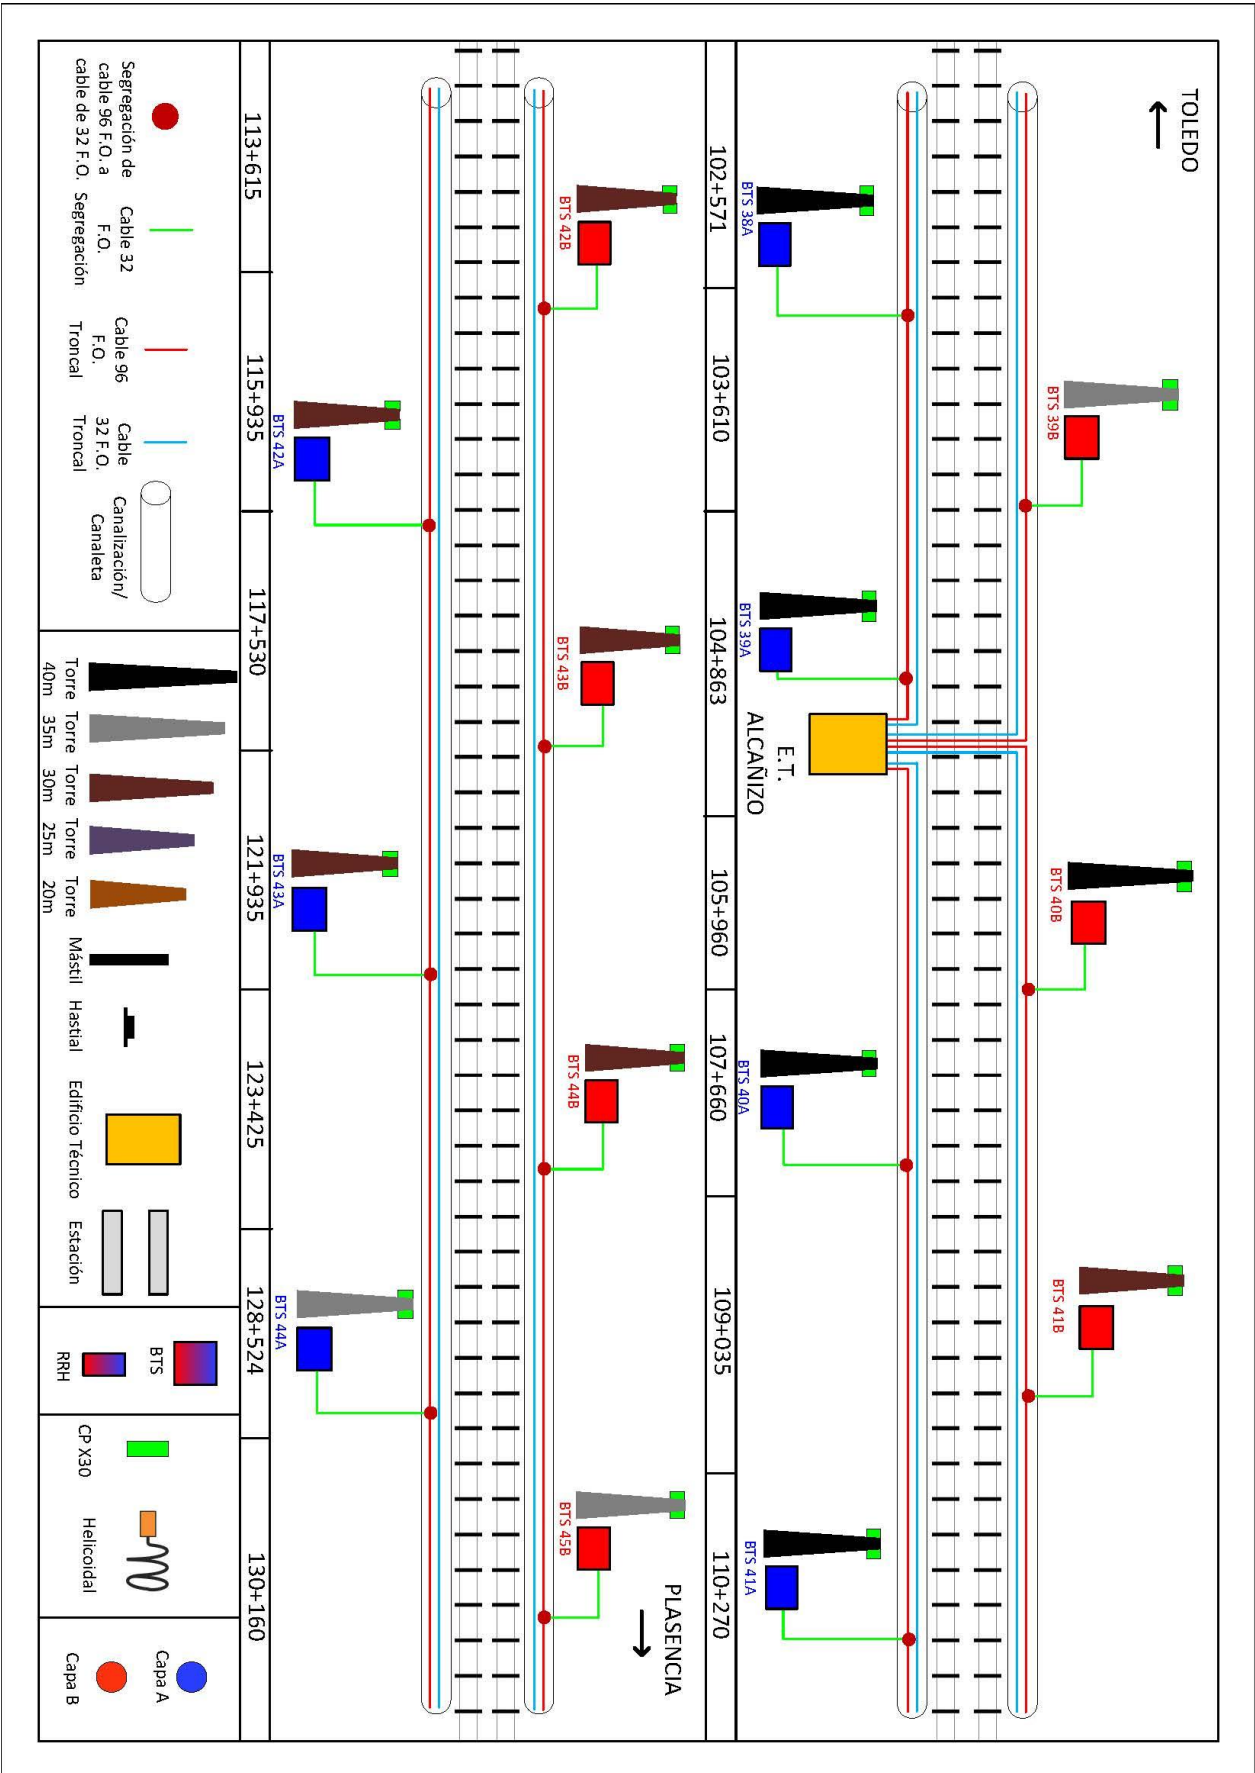 TOLEDO
BTS 39B
BTS 40B
BTS 41B
BTS 38A
BTS 39A
E.T.
ALCAÑIZO
BTS 40A
BTS 41A
102+571
103+610
104+863
105+960
107+660
109+035
110+270
PLASENCIA
BTS 42B
BTS 43B
BTS 44B
BTS 45B
BTS 42A
BTS 43A
BTS 44A
113+615
115+935
117+530
121+935
123+425
128+524
130+160
Segregación de
cable 96 F.O. a
cable de 32 F.O.
Cable 32
F.O.
Segregación
Cable 96
F.O.
Troncal
Cable
32 F.O.
Troncal
Canalización/
Canaleta
Torre
40m
Torre
35m
Torre
30m
Torre
25m
Torre
20m
Mástil
Hastial
Edificio Técnico
Estación
BTS
RRH
CP X30
Helicoidal
Capa A
Capa B